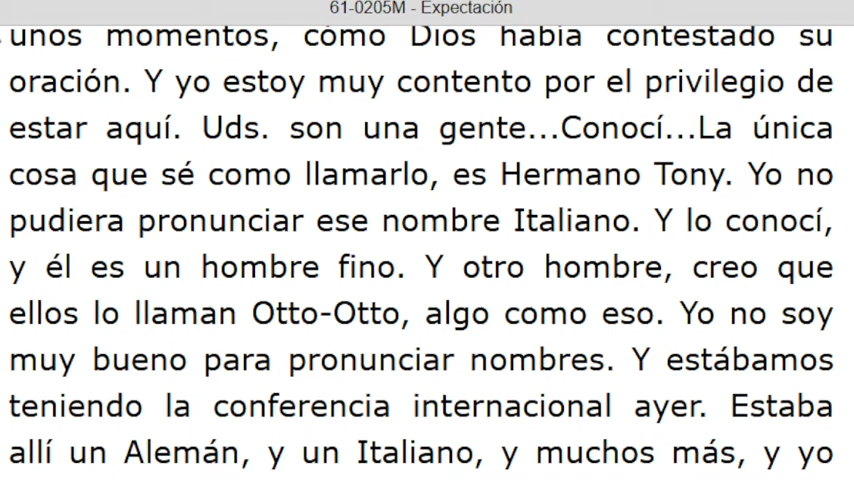 61-0205M - Expectación
unos momentos, cómo Dios había contestado su
oración. Y yo estoy muy contento por el privilegio de
estar aquí. Uds. son una gente...Conocí...La única
cosa que sé como llamarlo, es Hermano Tony. Yo no
pudiera pronunciar ese nombre Italiano. Y lo conocí,
y él es un hombre fino. Y otro hombre, creo que
ellos lo llaman Otto-Otto, algo como eso. Yo no soy
muy bueno para pronunciar nombres. Y estábamos
teniendo la conferencia internacional ayer. Estaba
allí un Alemán, y un Italiano, y muchos más, y yo